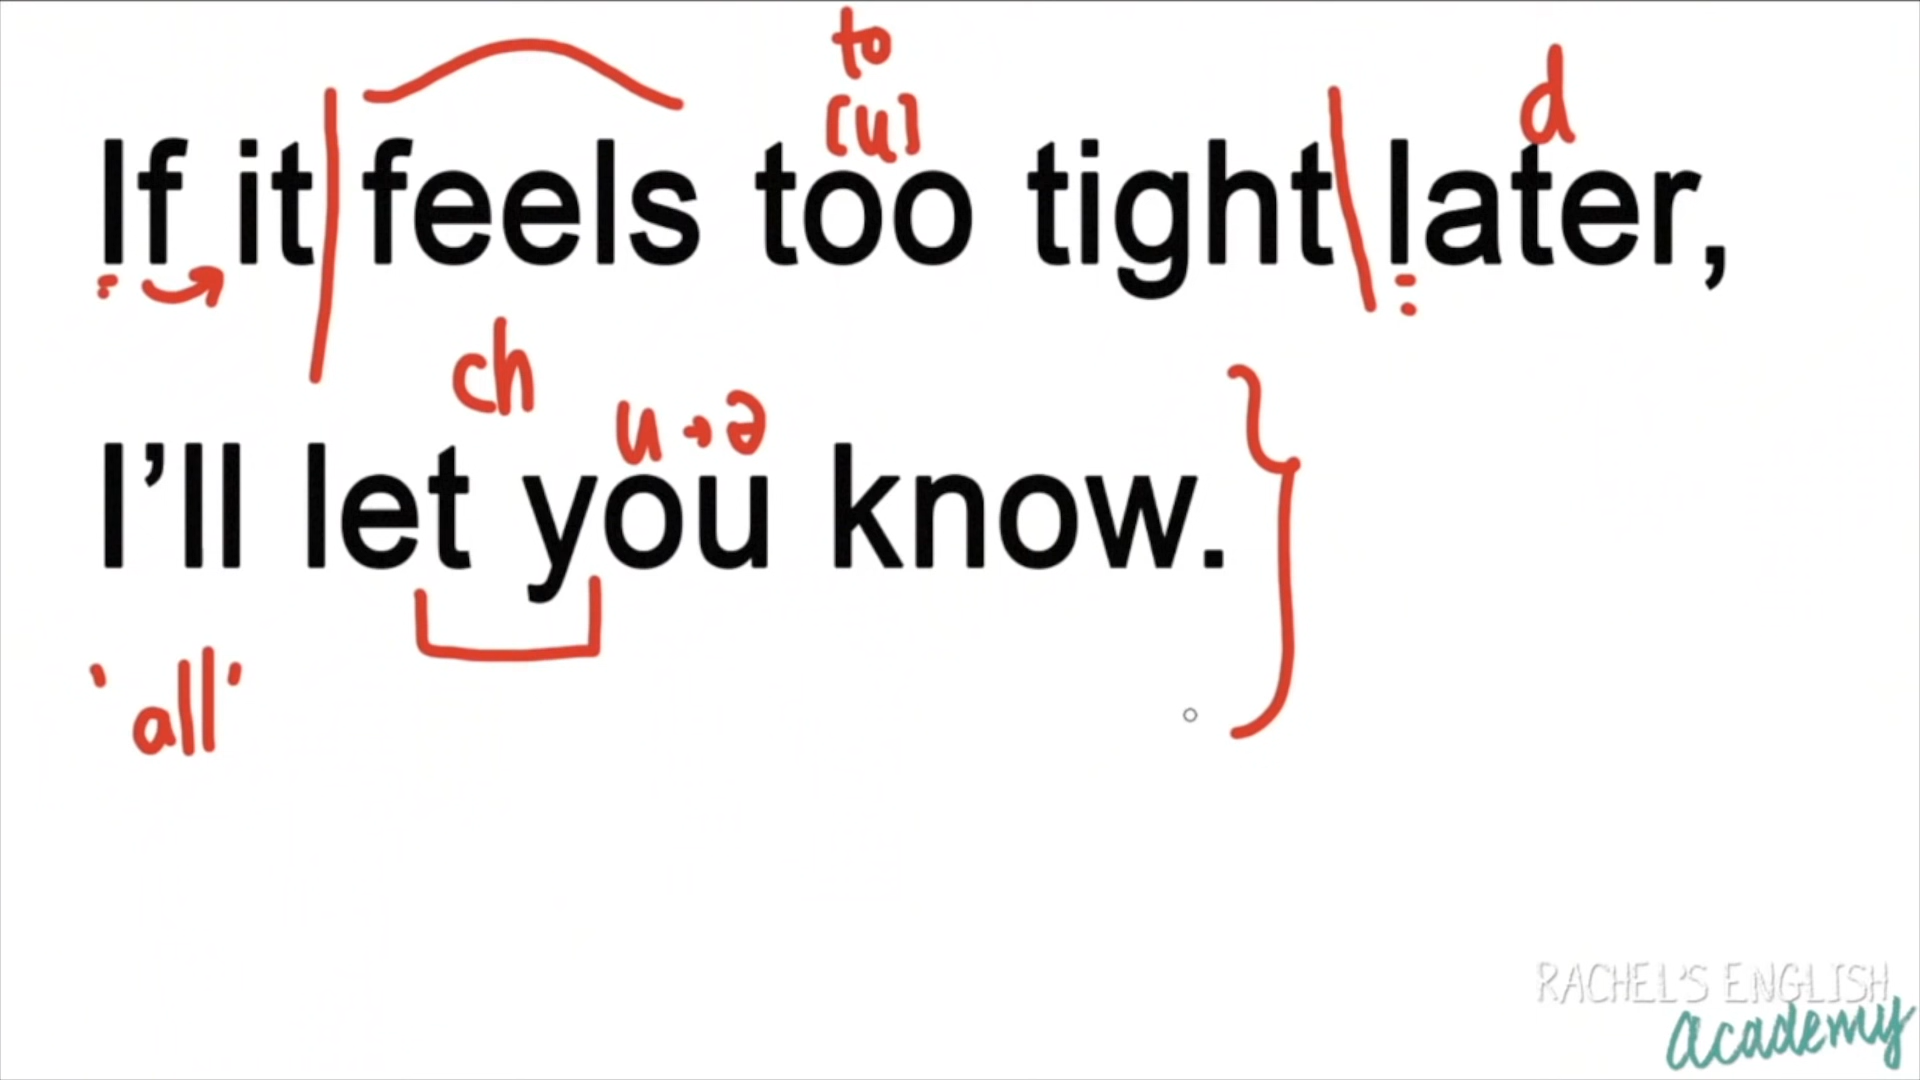 to
[u]
d
If it feels too tight later,
ch
u → ə
I'll let you know.
'all'
RACHEL'S ENGLISH
academy